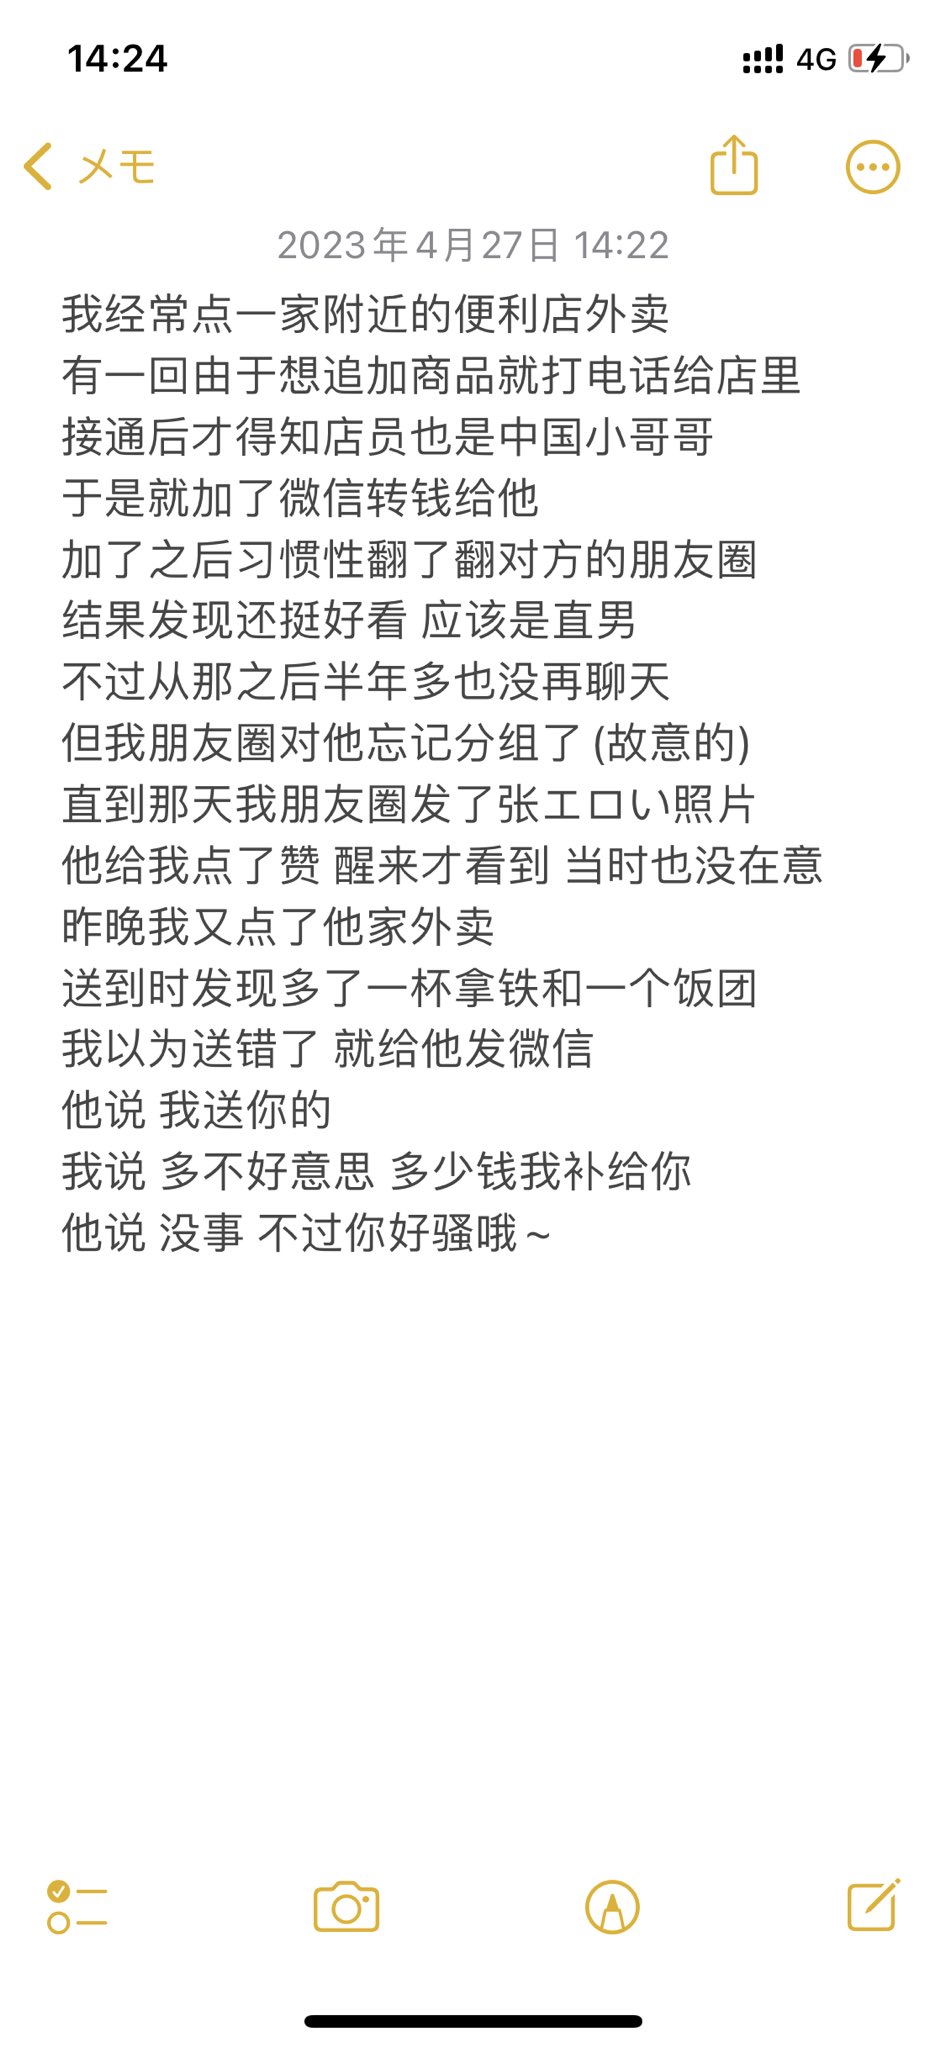 14:24
4G
メモ
2023年4月27日 14:22
我经常点一家附近的便利店外卖
有一回由于想追加商品就打电话给店里
接通后才得知店员也是中国小哥哥
于是就加了微信转钱给他
加了之后习惯性翻了翻对方的朋友圈
结果发现还挺好看 应该是直男
不过从那之后半年多也没再聊天
但我朋友圈对他忘记分组了 (故意的)
直到那天我朋友圈发了张エロい照片
他给我点了赞 醒来才看到 当时也没在意
昨晚我又点了他家外卖
送到时发现多了一杯拿铁和一个饭团
我以为送错了 就给他发微信
他说 我送你的
我说 多不好意思 多少钱我补给你
他说 没事 不过你好骚哦~